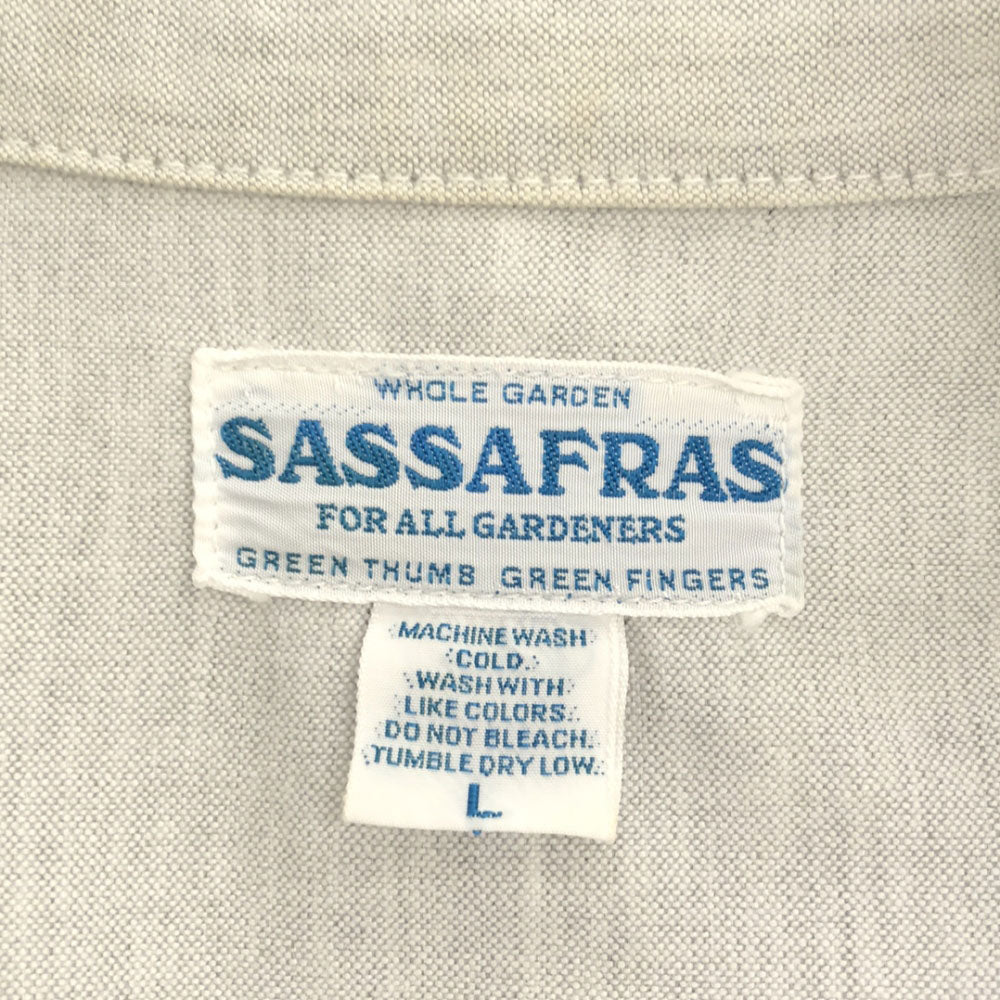 WHOLE GARDEN
SASSAFRAS
FOR ALL GARDENERS
GREEN THUMB GREEN FINGERS
MACHINE WASH
COLD.
WASH WITH
LIKE COLORS.
DO NOT BLEACH.
TUMBLE DRY LOW.
L